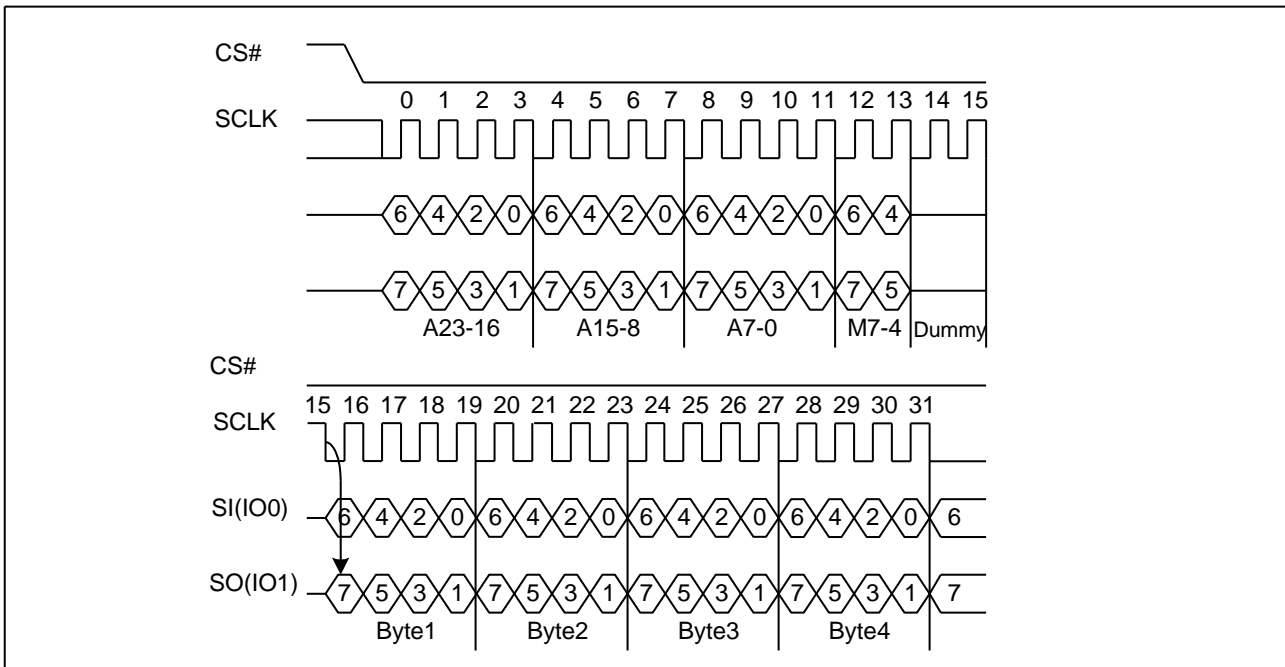 CS#
0 1 2 3 4 5 6 7 8 9 10 11 12 13 14 15
SCLK
6 4 2 0 6 4 2 0 6 4 2 0 6 4
7 5 3 1 7 5 3 1 7 5 3 1 7 5
A23-16 A15-8 A7-0 M7-4 Dummy
CS#
15 16 17 18 19 20 21 22 23 24 25 26 27 28 29 30 31
SCLK
SI(IO0) 6 4 2 0 6 4 2 0 6 4 2 0 6 4 2 0 6
SO(IO1) 7 5 3 1 7 5 3 1 7 5 3 1 7 5 3 1 7
Byte1 Byte2 Byte3 Byte4